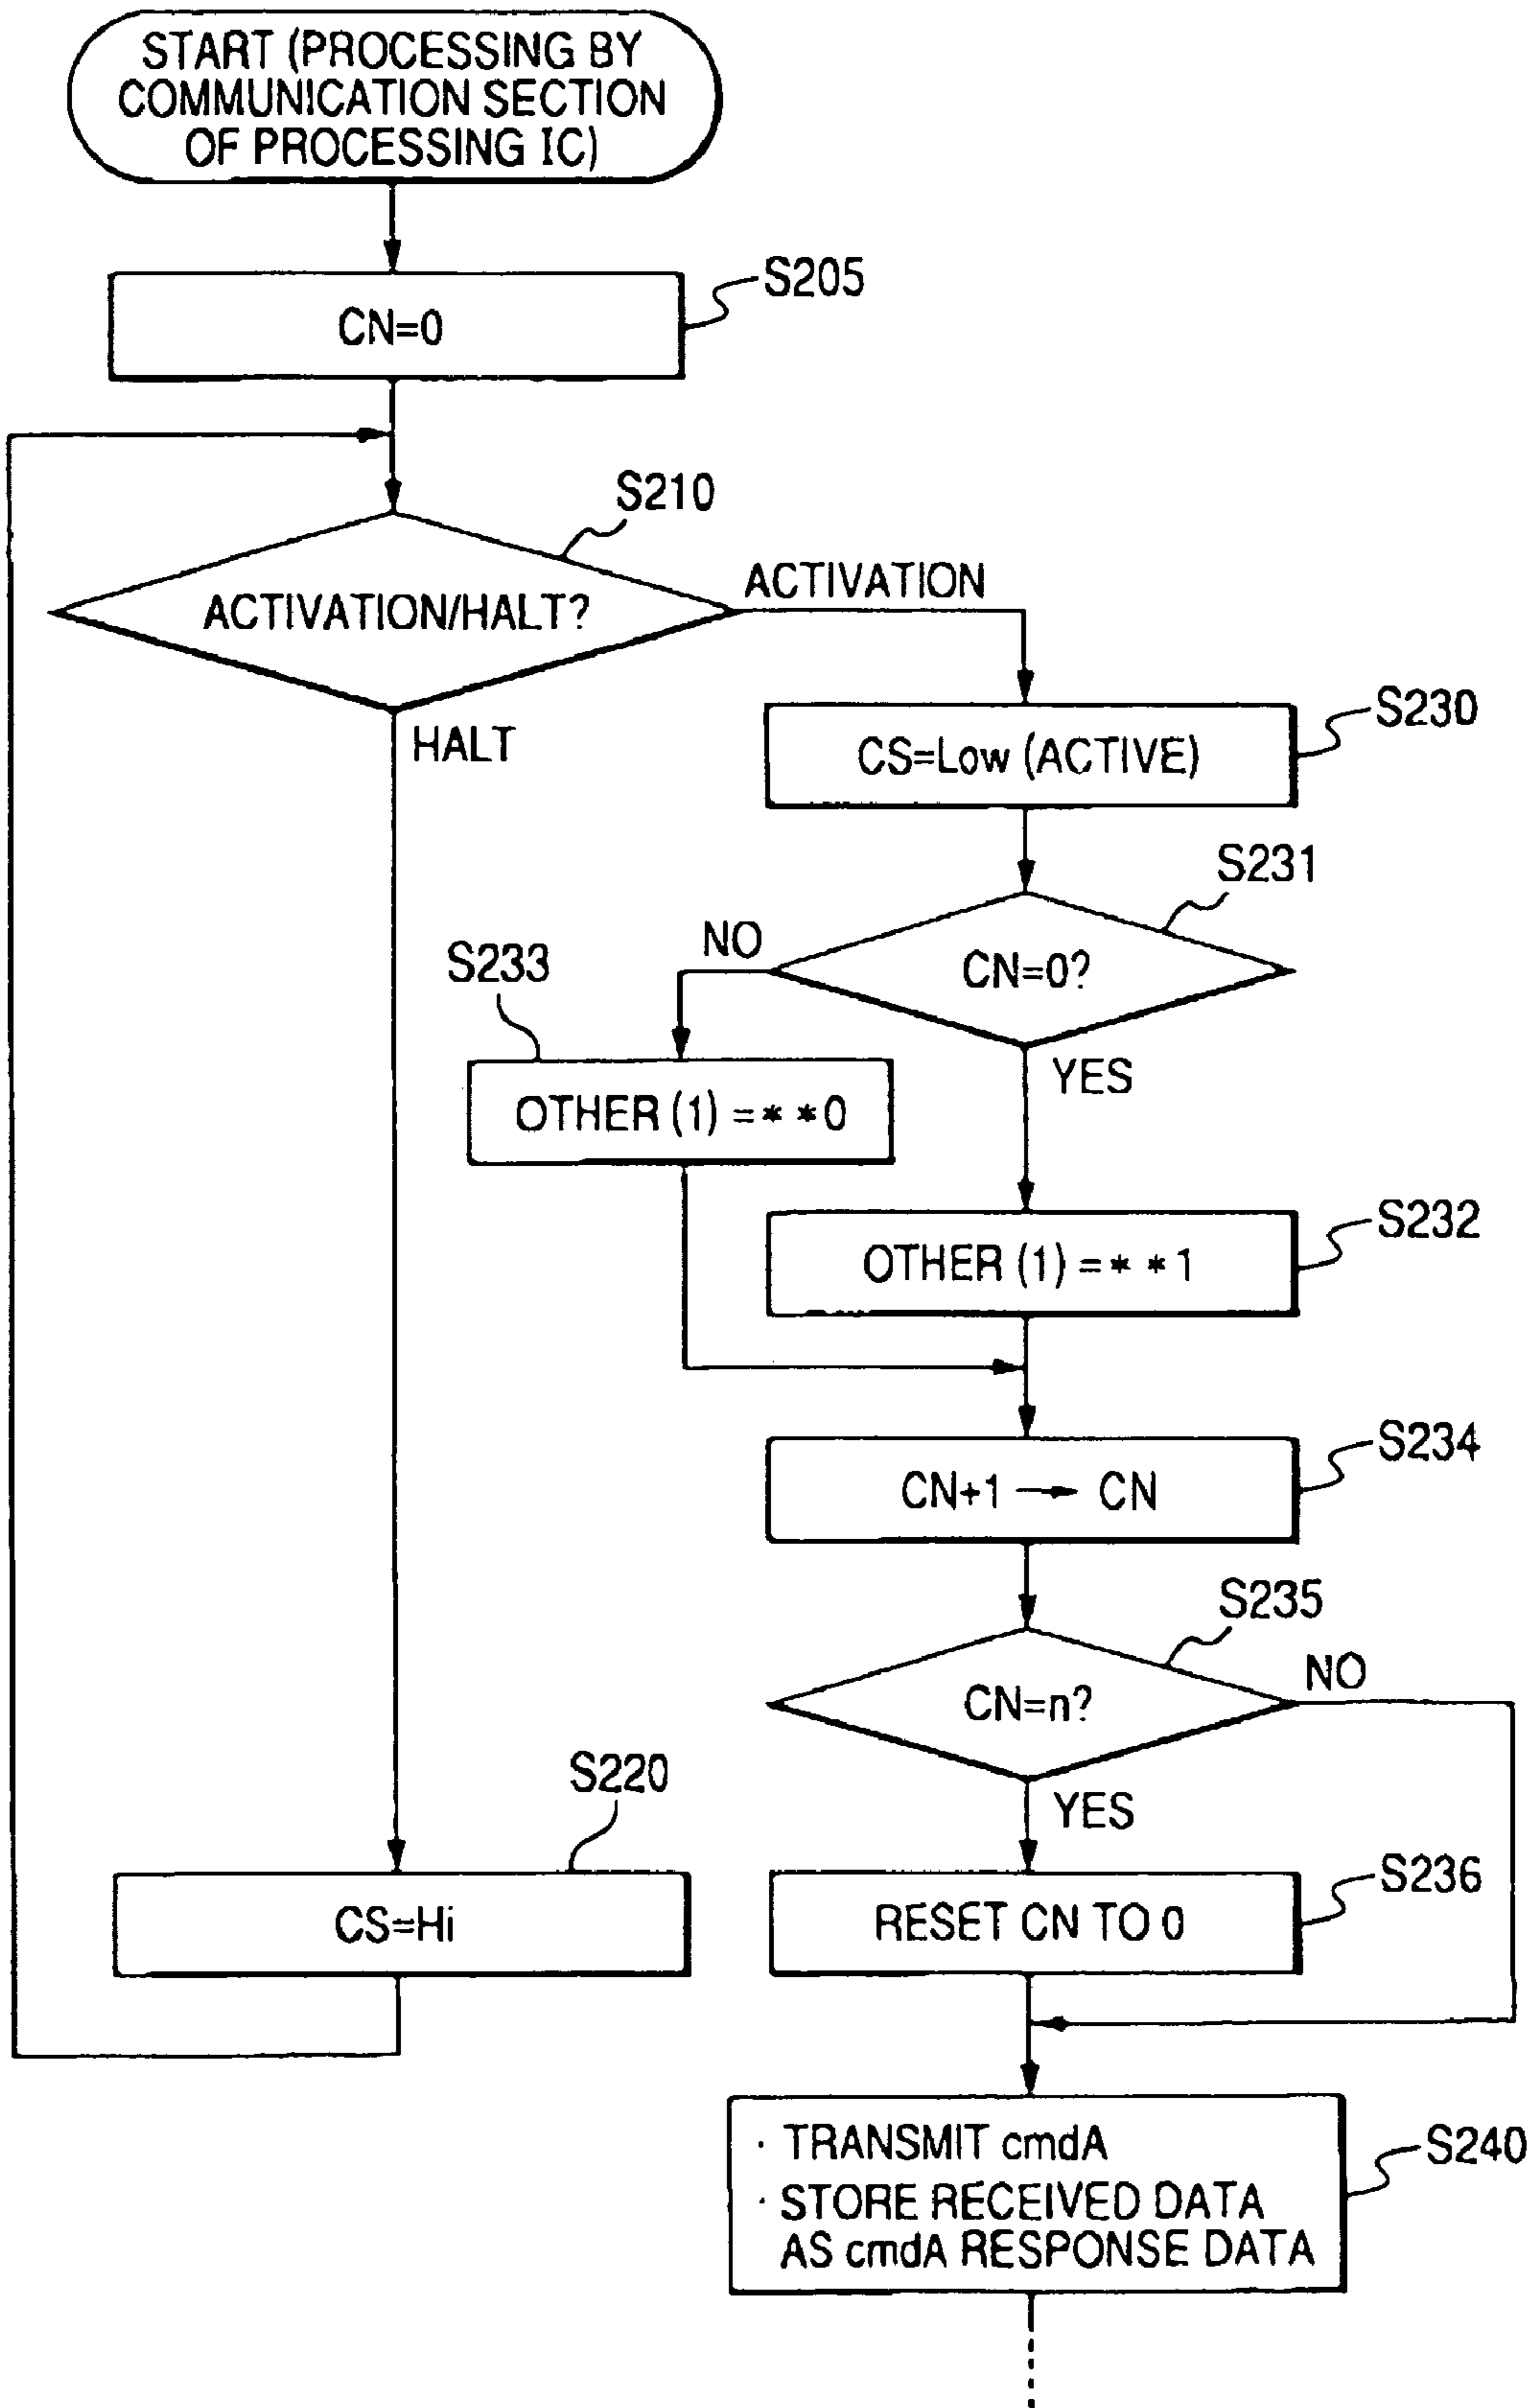 START (PROCESSING BY
COMMUNICATION SECTION
OF PROCESSING IC)
S205
CN=0
S210
ACTIVATION/HALT?
ACTIVATION
HALT
S230
CS=Low (ACTIVE)
S231
CN=0?
NO
YES
S233
OTHER (1) =* *0
S232
OTHER (1) =* *1
S234
CN+1 → CN
S235
CN=n?
NO
YES
S220
CS=Hi
S236
RESET CN TO 0
S240
· TRANSMIT cmdA
· STORE RECEIVED DATA
AS cmdA RESPONSE DATA